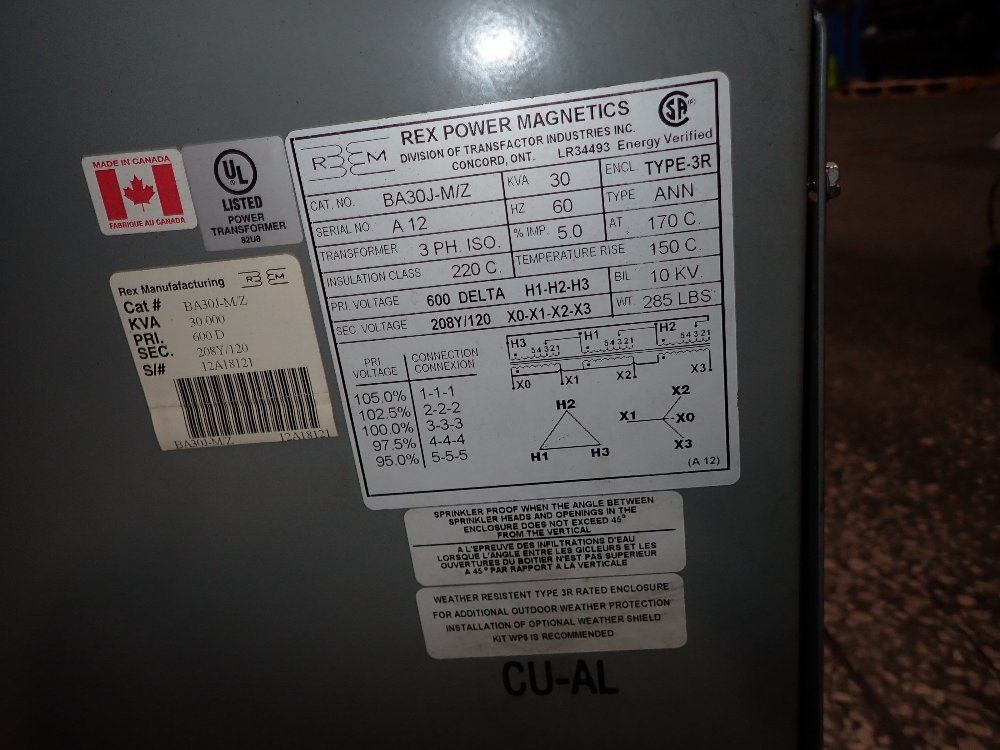 MADE IN CANADA
FABRIQUE AU CANADA
UL
®
LISTED
POWER
TRANSFORMER
82U8
Rex Manufafacturing REX EM
Cat # BA30J-M/Z
KVA 30.000
PRI. 600 D
SEC. 208Y/120
S/# 12A18121
BA30J-M/Z 12A18121
REX POWER MAGNETICS
DIVISION OF TRANSFACTOR INDUSTRIES INC.
CONCORD, ONT. LR34493 Energy Verified
CAT. NO. BA30J-M/Z KVA 30 ENCL TYPE-3R
SERIAL NO. A 12 HZ 60 TYPE ANN
TRANSFORMER 3 PH. ISO. % IMP. 5.0 AT 170 C.
INSULATION CLASS 220 C. TEMPERATURE RISE 150 C.
PRI. VOLTAGE 600 DELTA H1-H2-H3 BIL 10 KV.
SEC. VOLTAGE 208Y/120 X0-X1-X2-X3 WT. 285 LBS.
PRI. VOLTAGE CONNECTION CONNEXION
105.0% 1-1-1
102.5% 2-2-2
100.0% 3-3-3
97.5% 4-4-4
95.0% 5-5-5
H3 H1 H2
54321 54321 54321
X0 X1 X2 X3
H2
H1 H3
X2
X1 X0
X3
(A 12)
SPRINKLER PROOF WHEN THE ANGLE BETWEEN
SPRINKLER HEADS AND OPENINGS IN THE
ENCLOSURE DOES NOT EXCEED 45°
FROM THE VERTICAL
A L'EPREUVE DES INFILTRATIONS D'EAU
LORSQUE L'ANGLE ENTRE LES GICLEURS ET LES
OUVERTURES DU BOITIER N'EST PAS SUPERIEUR
A 45° PAR RAPPORT A LA VERTICALE
WEATHER RESISTENT TYPE 3R RATED ENCLOSURE
FOR ADDITIONAL OUTDOOR WEATHER PROTECTION
INSTALLATION OF OPTIONAL WEATHER SHIELD
KIT WP5 IS RECOMMENDED
CU-AL